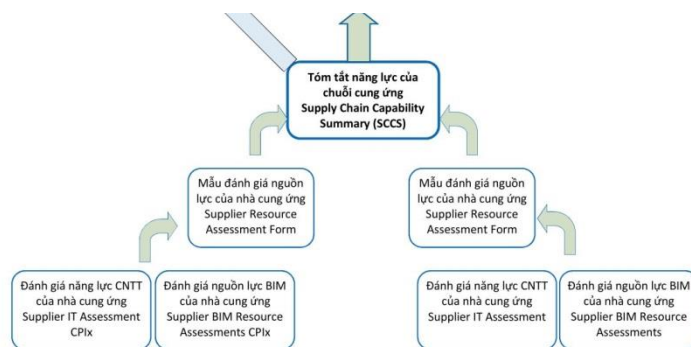 Tóm tắt năng lực của
chuỗi cung ứng
Supply Chain Capability
Summary (SCCS)
Mẫu đánh giá nguồn
lực của nhà cung ứng
Supplier Resource
Assessment Form
Mẫu đánh giá nguồn
lực của nhà cung ứng
Supplier Resource
Assessment Form
Đánh giá năng lực CNTT
của nhà cung ứng
Supplier IT Assessment
CPIx
Đánh giá nguồn lực BIM
của nhà cung ứng
Supplier BIM Resource
Assessments CPIx
Đánh giá năng lực CNTT
của nhà cung ứng
Supplier IT Assessment
Đánh giá nguồn lực BIM
của nhà cung ứng
Supplier BIM Resource
Assessments